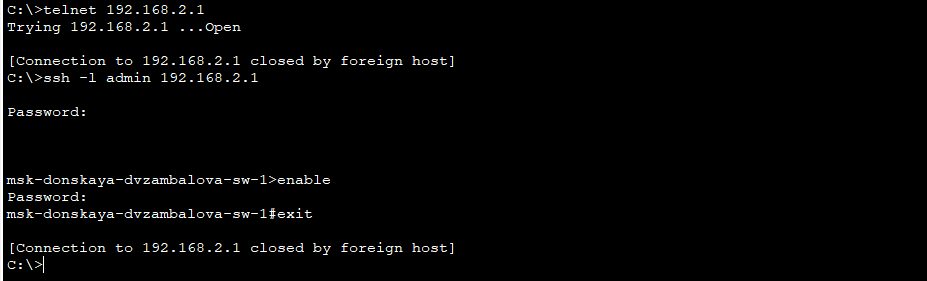 C:\>telnet 192.168.2.1
Trying 192.168.2.1 ...Open
[Connection to 192.168.2.1 closed by foreign host]
C:\>ssh -l admin 192.168.2.1
Password:
msk-donskaya-dvzambalova-sw-1>enable
Password:
msk-donskaya-dvzambalova-sw-1#exit
[Connection to 192.168.2.1 closed by foreign host]
C:\>